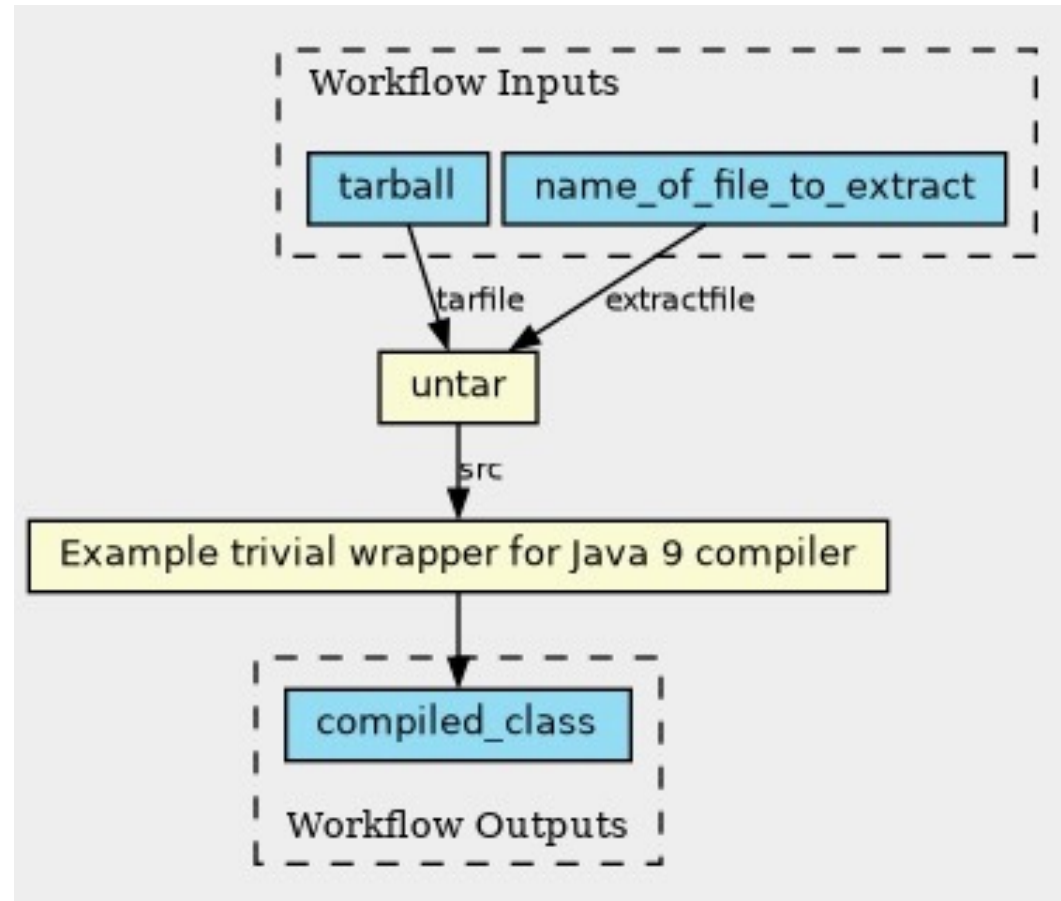 Workflow Inputs
tarball
name_of_file_to_extract
tarfile
extractfile
untar
src
Example trivial wrapper for Java 9 compiler
compiled_class
Workflow Outputs